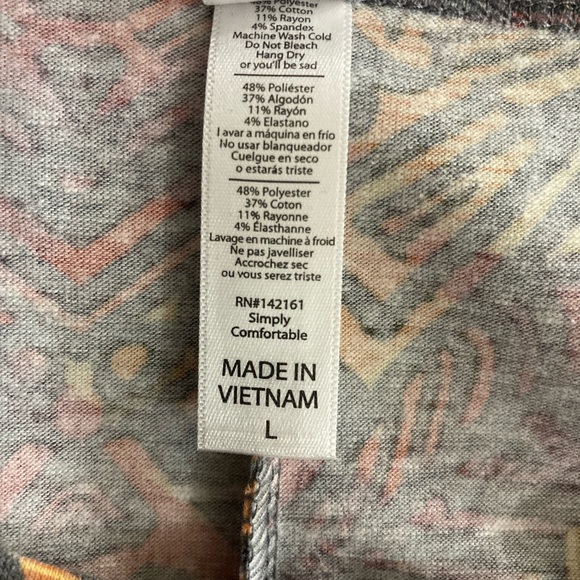 48% Polyester
37% Cotton
11% Rayon
4% Spandex
Machine Wash Cold
Do Not Bleach
Hang Dry
or you'll be sad
48% Poliéster
37% Algodón
11% Rayón
4% Elastano
Lavar a máquina en frío
No usar blanqueador
Cuelgue en seco
o estarás triste
48% Polyester
37% Coton
11% Rayonne
4% Élasthanne
Lavage en machine à froid
Ne pas javelliser
Accrochez sec
ou vous serez triste
RN#142161
Simply
Comfortable
MADE IN
VIETNAM
L